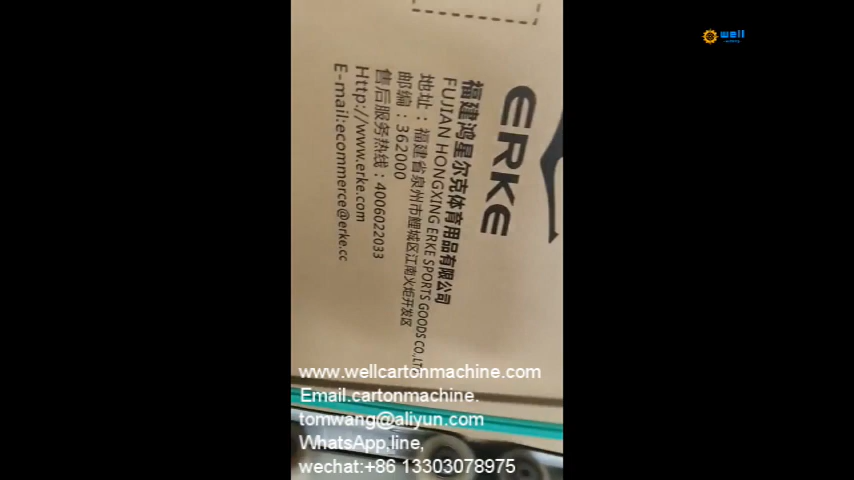 well
ERKE
福建鸿星尔克体育用品有限公司
FUJIAN HONGXING ERKE SPORTS GOODS CO.,LTD
地址：福建省泉州市鲤城区江南火炬开发区
邮编：362000
售后服务热线：4006022033
Http://www.erke.com
E-mail:ecommerce@erke.cc
www.wellcartonmachine.com
Email.cartonmachine.
tomwang@aliyun.com
WhatsApp,line,
wechat:+86 13303078975